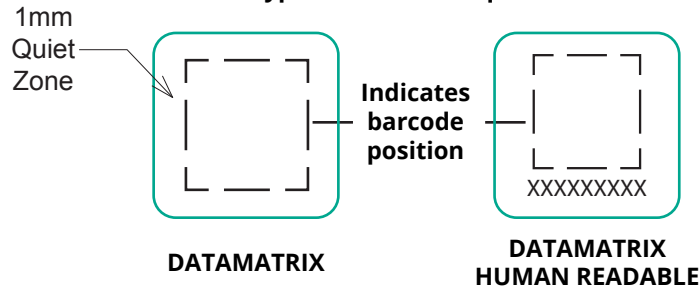 1mm
Quiet
Zone
Indicates
barcode
position
XXXXXXXXX
DATAMATRIX
DATAMATRIX
HUMAN READABLE